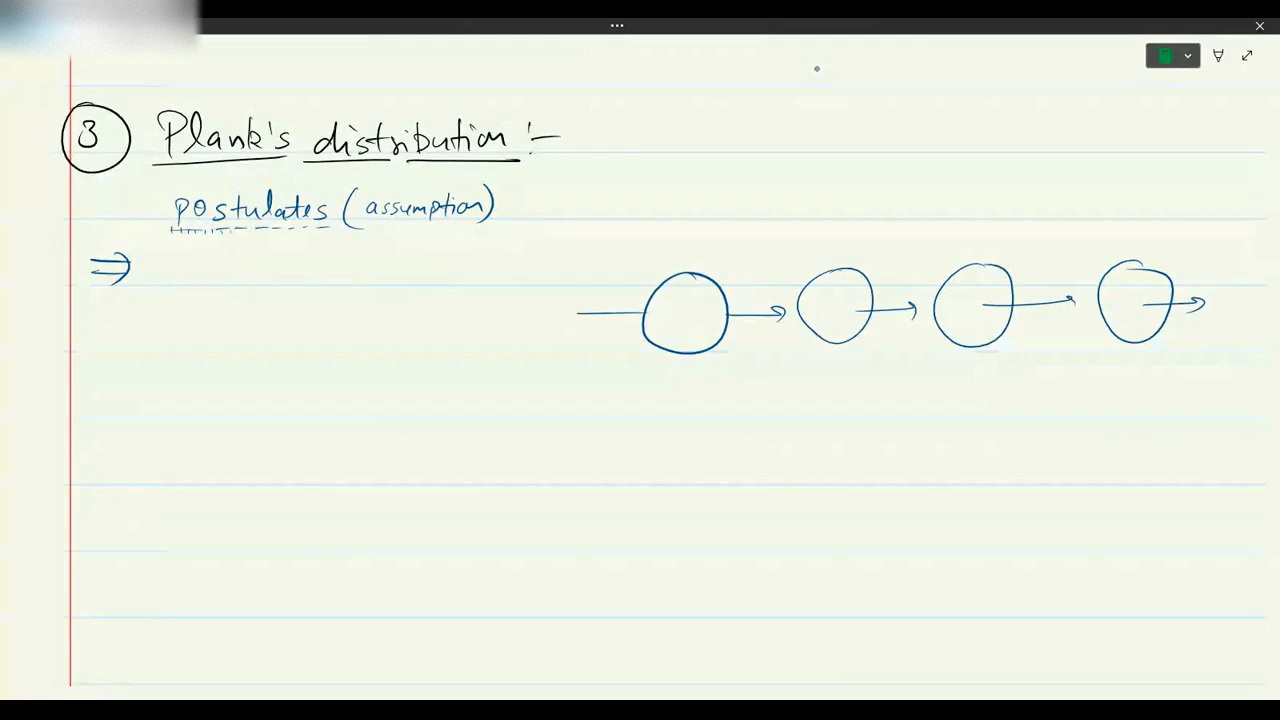 3 Plank's distribution :-
postulates (assumption)
⇒